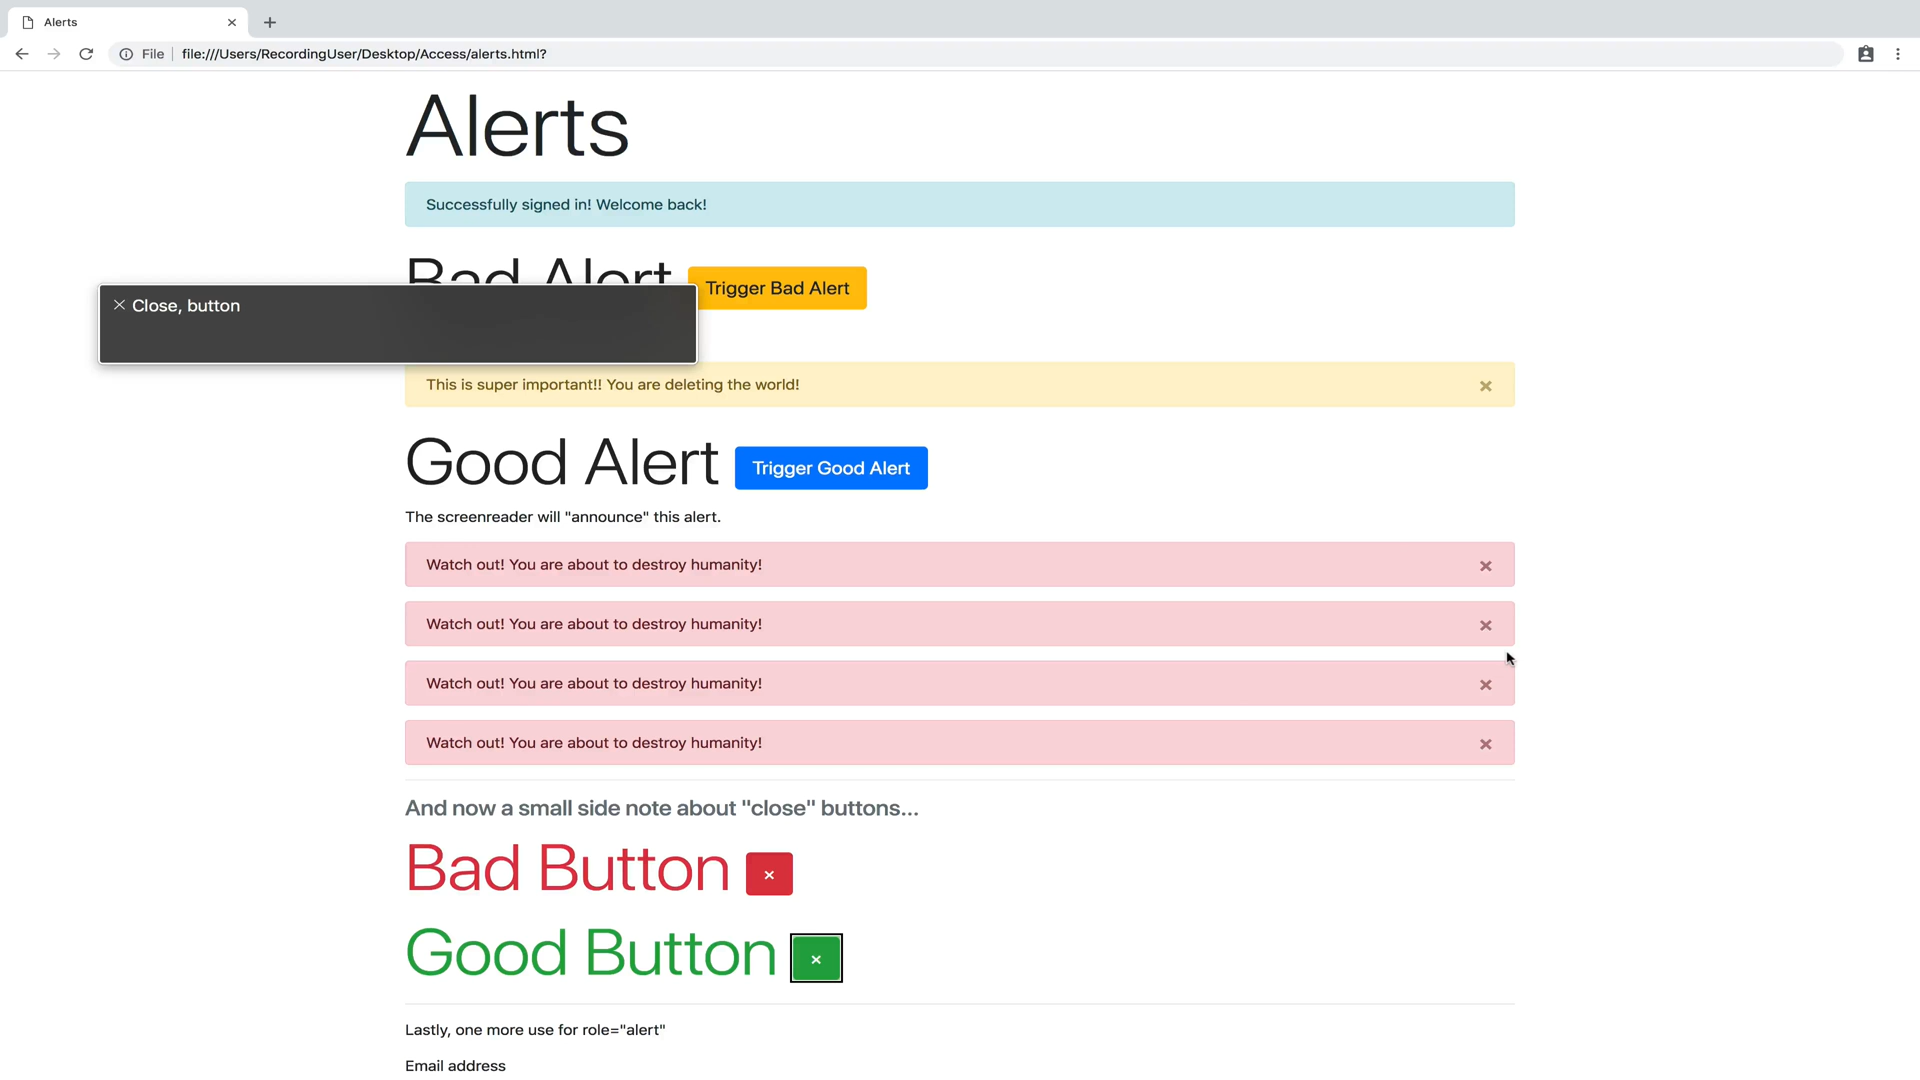 Alerts
File
file:///Users/RecordingUser/Desktop/Access/alerts.html?
Alerts
Successfully signed in! Welcome back!
Bad Alert
Trigger Bad Alert
× Close, button
This is super important!! You are deleting the world!
×
Good Alert
Trigger Good Alert
The screenreader will "announce" this alert.
Watch out! You are about to destroy humanity!
×
Watch out! You are about to destroy humanity!
×
Watch out! You are about to destroy humanity!
×
Watch out! You are about to destroy humanity!
×
And now a small side note about "close" buttons...
Bad Button
×
Good Button
×
Lastly, one more use for role="alert"
Email address